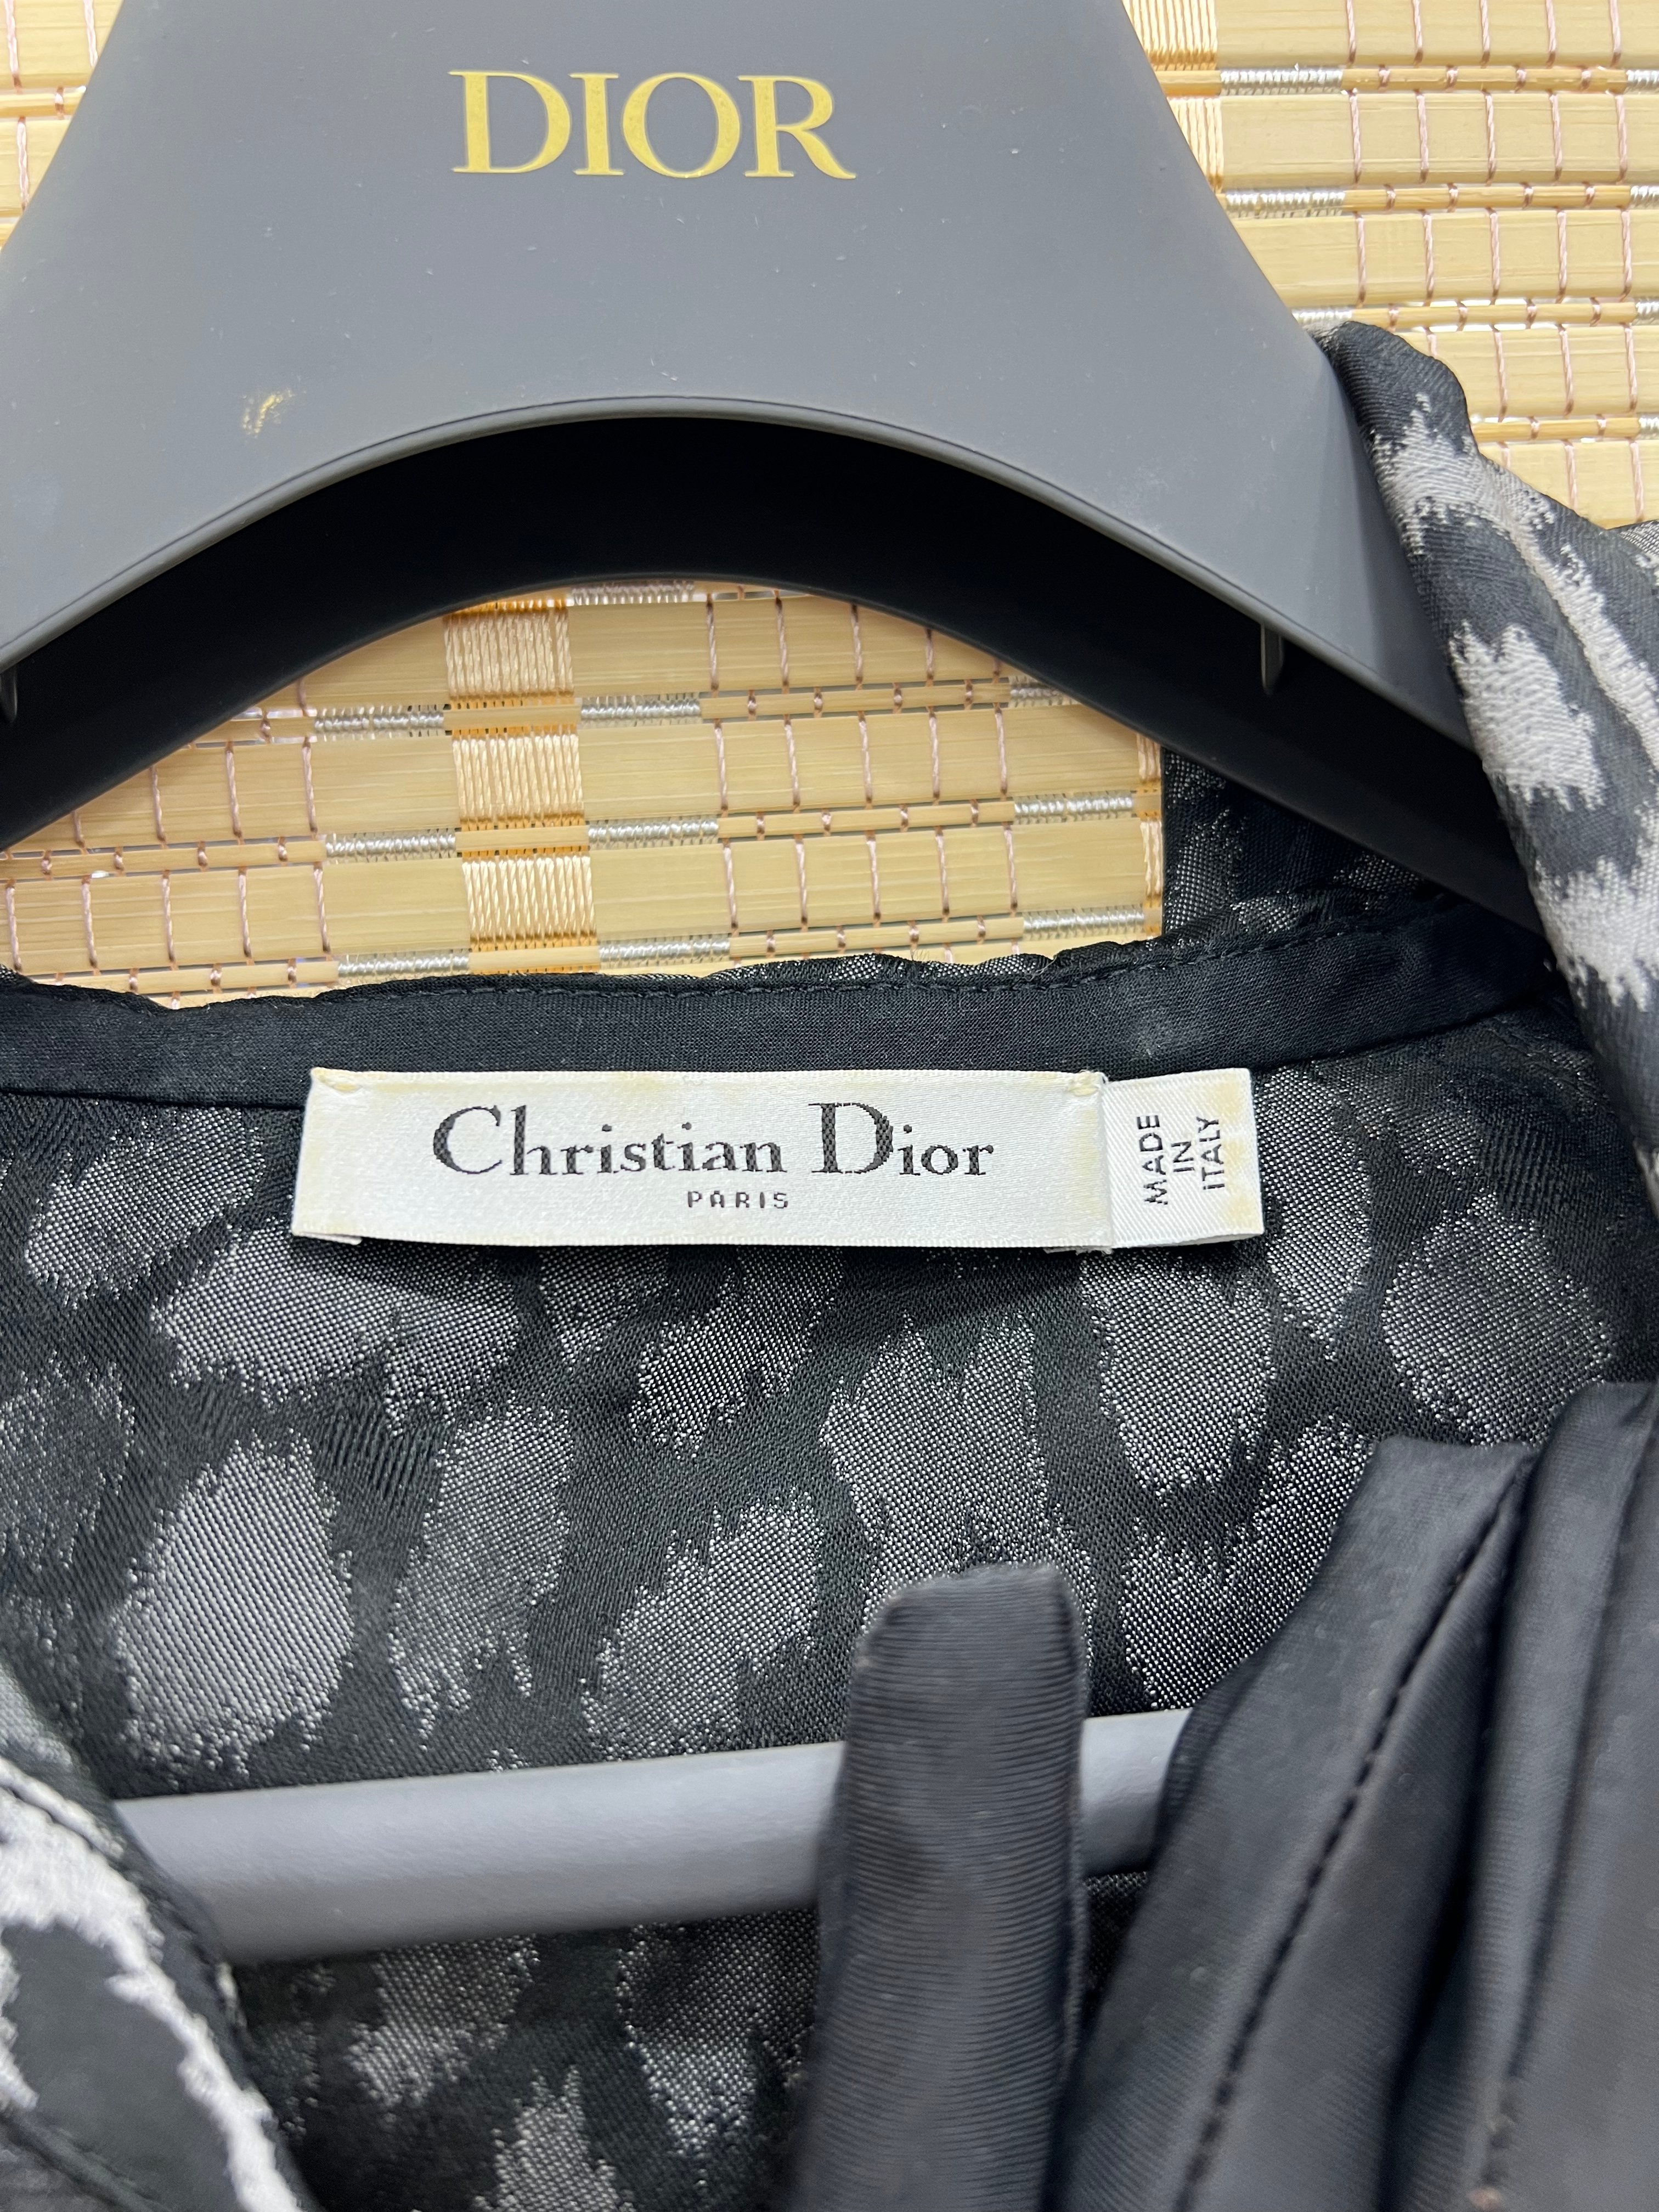 DIOR
Christian Dior
PARIS
MADE
IN
iTALY